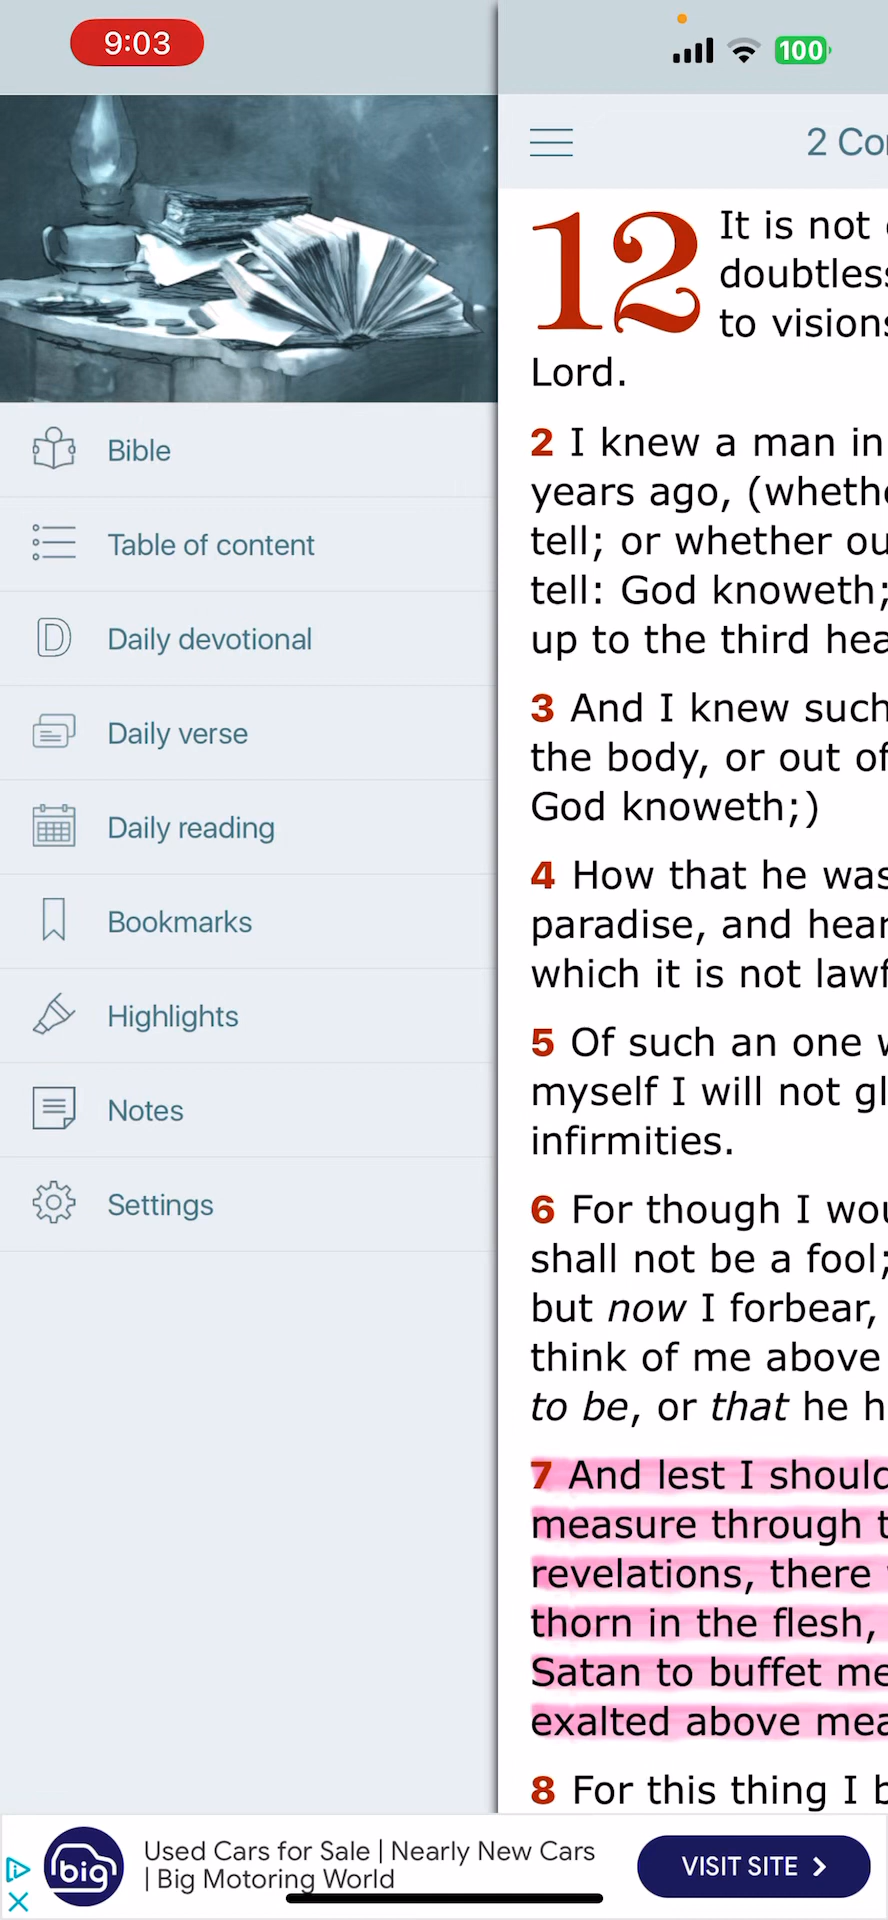 9:03
100
Bible
Table of content
Daily devotional
Daily verse
Daily reading
Bookmarks
Highlights
Notes
Settings
2 Co
12 It is not
doubtless
to visions
Lord.
2 I knew a man in
years ago, (wheth
tell; or whether ou
tell: God knoweth;
up to the third hea
3 And I knew such
the body, or out of
God knoweth;)
4 How that he was
paradise, and hear
which it is not lawf
5 Of such an one w
myself I will not gl
infirmities.
6 For though I wou
shall not be a fool;
but now I forbear,
think of me above
to be, or that he h
7 And lest I should
measure through t
revelations, there
thorn in the flesh,
Satan to buffet me
exalted above mea
8 For this thing I b
big
Used Cars for Sale | Nearly New Cars
| Big Motoring World
VISIT SITE